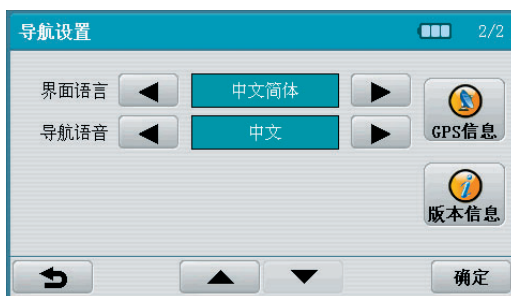 导航设置 2/2
界面语言 中文简体
GPS信息
导航语音 中文
版本信息
确定